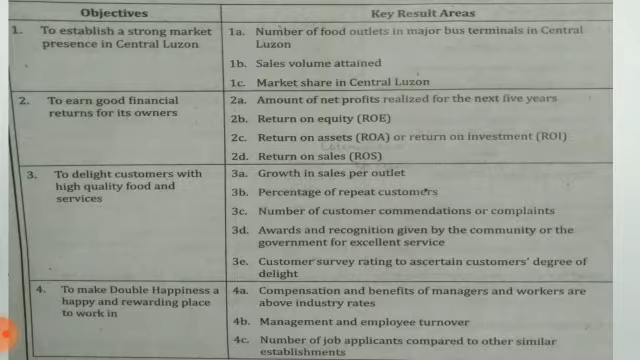 Objectives
Key Result Areas
1. To establish a strong market
presence in Central Luzon
1a. Number of food outlets in major bus terminals in Central
Luzon
1b. Sales volume attained
1c. Market share in Central Luzon
2. To earn good financial
returns for its owners
2a. Amount of net profits realized for the next five years
2b. Return on equity (ROE)
2c. Return on assets (ROA) or return on investment (ROI)
2d. Return on sales (ROS)
3. To delight customers with
high quality food and
services
3a. Growth in sales per outlet
3b. Percentage of repeat customers
3c. Number of customer commendations or complaints
3d. Awards and recognition given by the community or the
government for excellent service
3e. Customer survey rating to ascertain customers' degree of
delight
4. To make Double Happiness a
happy and rewarding place
to work in
4a. Compensation and benefits of managers and workers are
above industry rates
4b. Management and employee turnover
4c. Number of job applicants compared to other similar
establishments